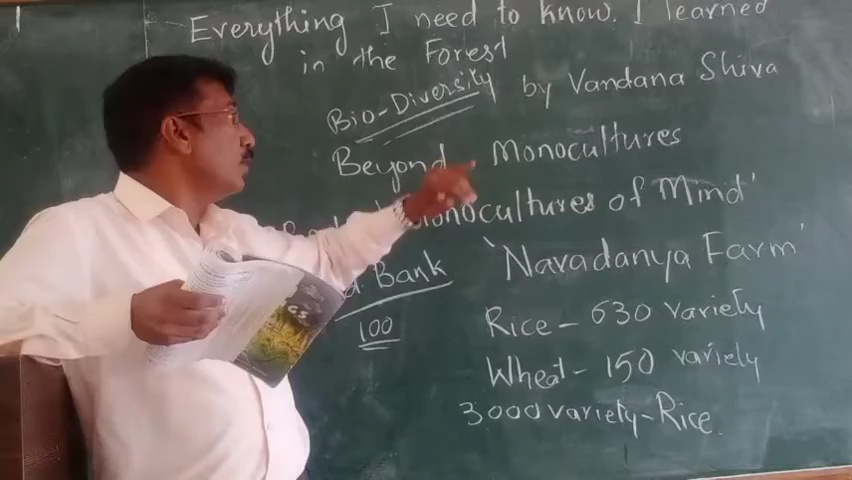 Everything I need to know. I learned
in the Forest
Bio-Diversity by Vandana Shiva
Beyond Monocultures
Monocultures of Mind'
Bank 'Navadanya Farm'
100 Rice - 630 variety
Wheat - 150 variety
3000 variety - Rice.